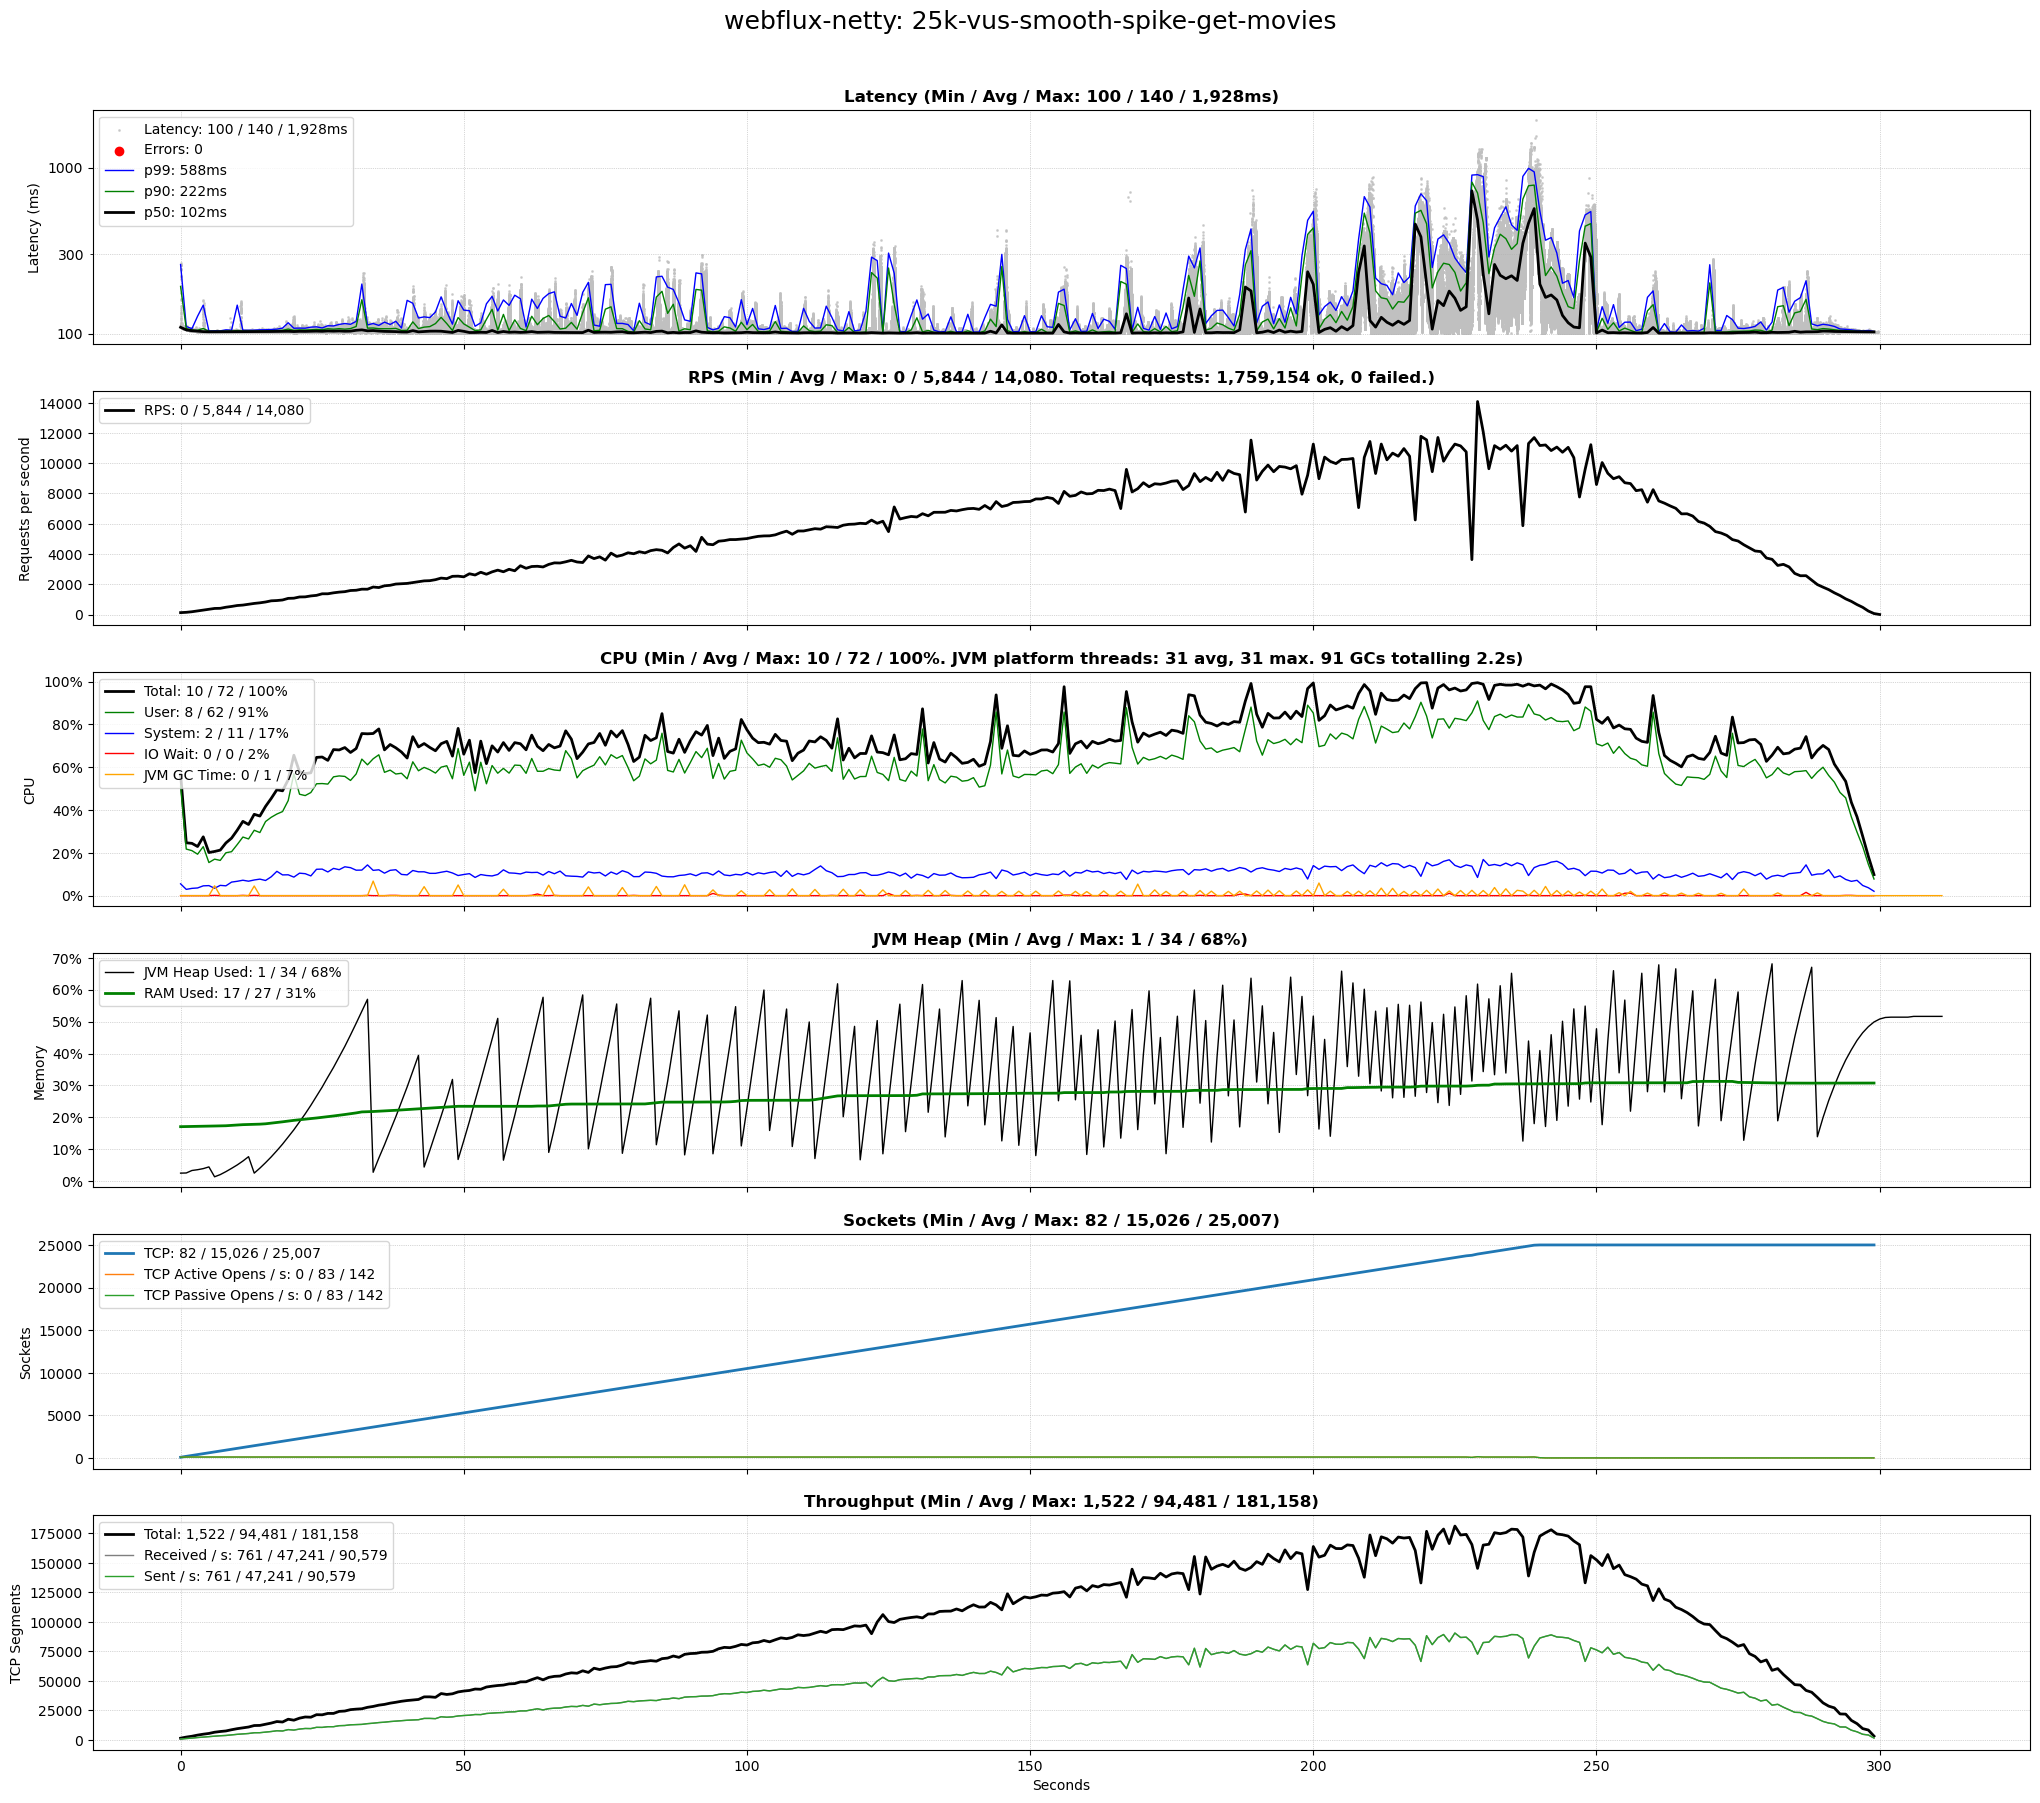 webflux-netty: 25k-vus-smooth-spike-get-movies
Latency (Min / Avg / Max: 100 / 140 / 1,928ms)
Latency (ms)
1000
300
100
Latency: 100 / 140 / 1,928ms
Errors: 0
p99: 588ms
p90: 222ms
p50: 102ms
RPS (Min / Avg / Max: 0 / 5,844 / 14,080. Total requests: 1,759,154 ok, 0 failed.)
Requests per second
14000
12000
10000
8000
6000
4000
2000
0
RPS: 0 / 5,844 / 14,080
CPU (Min / Avg / Max: 10 / 72 / 100%. JVM platform threads: 31 avg, 31 max. 91 GCs totalling 2.2s)
CPU
100%
80%
60%
40%
20%
0%
Total: 10 / 72 / 100%
User: 8 / 62 / 91%
System: 2 / 11 / 17%
IO Wait: 0 / 0 / 2%
JVM GC Time: 0 / 1 / 7%
JVM Heap (Min / Avg / Max: 1 / 34 / 68%)
Memory
70%
60%
50%
40%
30%
20%
10%
0%
JVM Heap Used: 1 / 34 / 68%
RAM Used: 17 / 27 / 31%
Sockets (Min / Avg / Max: 82 / 15,026 / 25,007)
Sockets
25000
20000
15000
10000
5000
0
TCP: 82 / 15,026 / 25,007
TCP Active Opens / s: 0 / 83 / 142
TCP Passive Opens / s: 0 / 83 / 142
Throughput (Min / Avg / Max: 1,522 / 94,481 / 181,158)
TCP Segments
175000
150000
125000
100000
75000
50000
25000
0
Total: 1,522 / 94,481 / 181,158
Received / s: 761 / 47,241 / 90,579
Sent / s: 761 / 47,241 / 90,579
0 50 100 150 200 250 300
Seconds